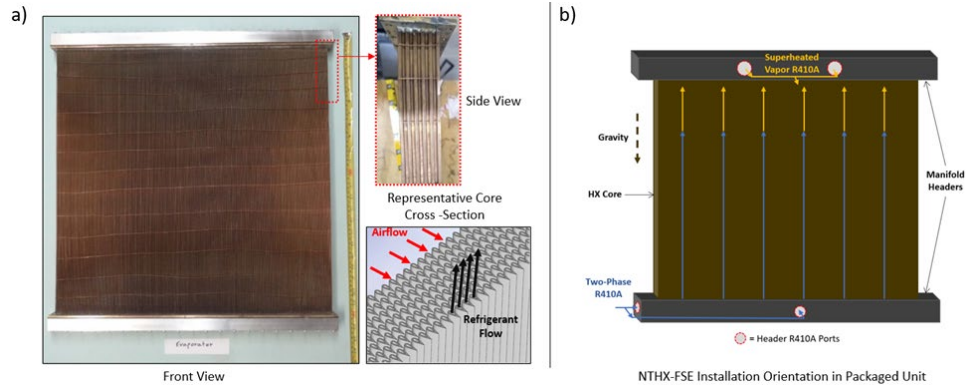 a)
Side View
Representative Core
Cross -Section
Airflow
Refrigerant
Flow
Evaporator
Front View
b)
Superheated
Vapor R410A
Gravity
HX Core
Manifold
Headers
Two-Phase
R410A
= Header R410A Ports
NTHX-FSE Installation Orientation in Packaged Unit